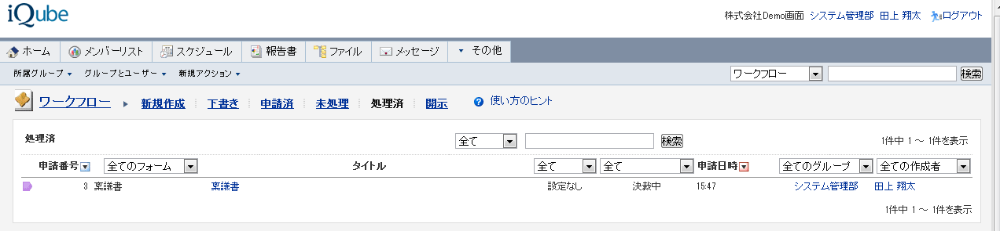 iQube
株式会社Demo画面 システム管理部 田上 翔太 ログアウト
ホーム メンバーリスト スケジュール 報告書 ファイル メッセージ その他
所属グループ グループとユーザー 新規アクション ワークフロー 検索
ワークフロー 新規作成 下書き 申請済 未処理 処理済 開示 ? 使い方のヒント
処理済 全て 検索 1件中 1 ～ 1件を表示
申請番号 全てのフォーム タイトル 全て 全て 申請日時 全てのグループ 全ての作成者
3 稟議書 稟議書 設定なし 決裁中 15:47 システム管理部 田上 翔太
1件中 1 ～ 1件を表示